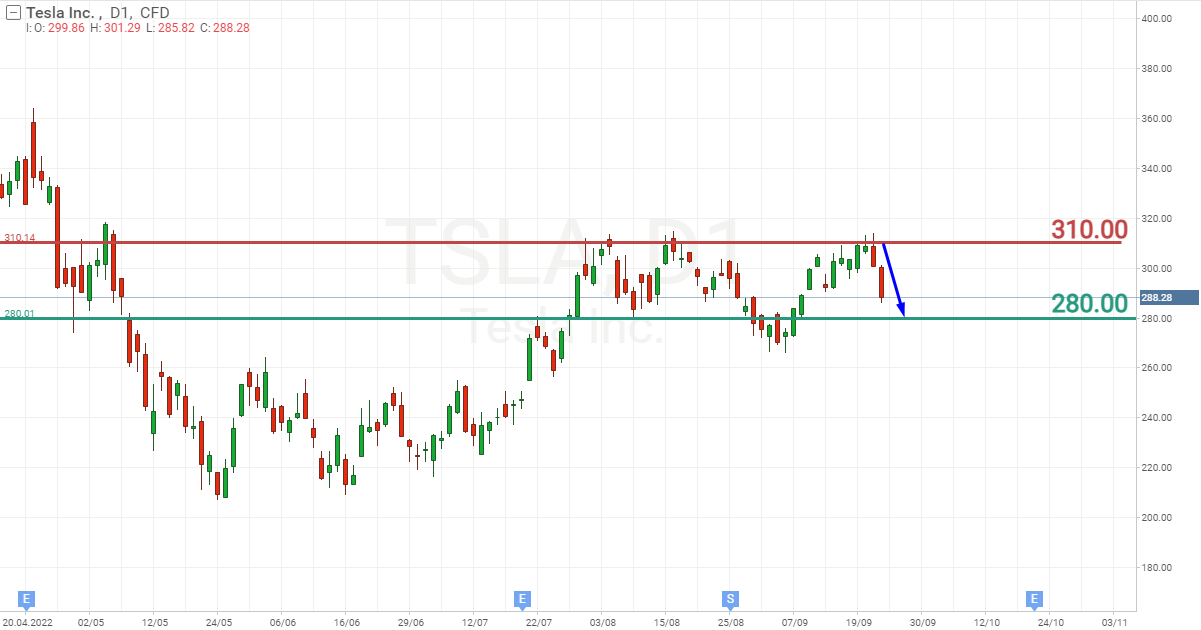 Tesla Inc. , D1, CFD
I: O: 299.86 H: 301.29 L: 285.82 C: 288.28
TSLA, D1
Tesla Inc.
400.00
380.00
360.00
340.00
320.00
310.14
310.00
300.00
288.28
280.01
280.00
280.00
260.00
240.00
220.00
200.00
180.00
E E S E
20.04.2022 02/05 12/05 24/05 06/06 16/06 29/06 12/07 22/07 03/08 15/08 25/08 07/09 19/09 30/09 12/10 24/10 03/11